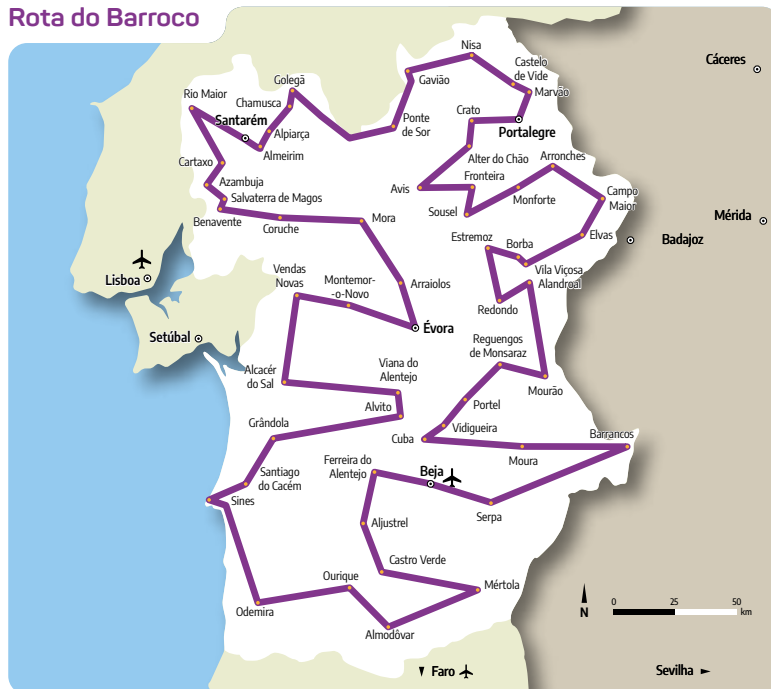 Rota do Barroco
Nisa
Cáceres
Castelo
de Vide
Golegã
Gavião
Rio Maior
Chamusca
Marvão
Santarém
Crato
Ponte
de Sor
Alpiarça
Portalegre
Almeirim
Alter do Chão
Arronches
Cartaxo
Fronteira
Azambuja
Avis
Monforte
Campo
Maior
Salvaterra de Magos
Sousel
Mérida
Benavente
Coruche
Mora
Estremoz
Borba
Elvas
Badajoz
Lisboa
Vendas
Novas
Montemor-
-o-Novo
Arraiolos
Vila Viçosa
Alandroal
Redondo
Évora
Setúbal
Reguengos
de Monsaraz
Alcacér
do Sal
Viana do
Alentejo
Mourão
Alvito
Portel
Grândola
Vidigueira
Cuba
Barrancos
Moura
Ferreira do
Alentejo
Beja
Santiago
do Cacém
Sines
Serpa
Aljustrel
Castro Verde
Ourique
Mértola
Odemira
Almodôvar
N
0 25 50
km
Faro
Sevilha